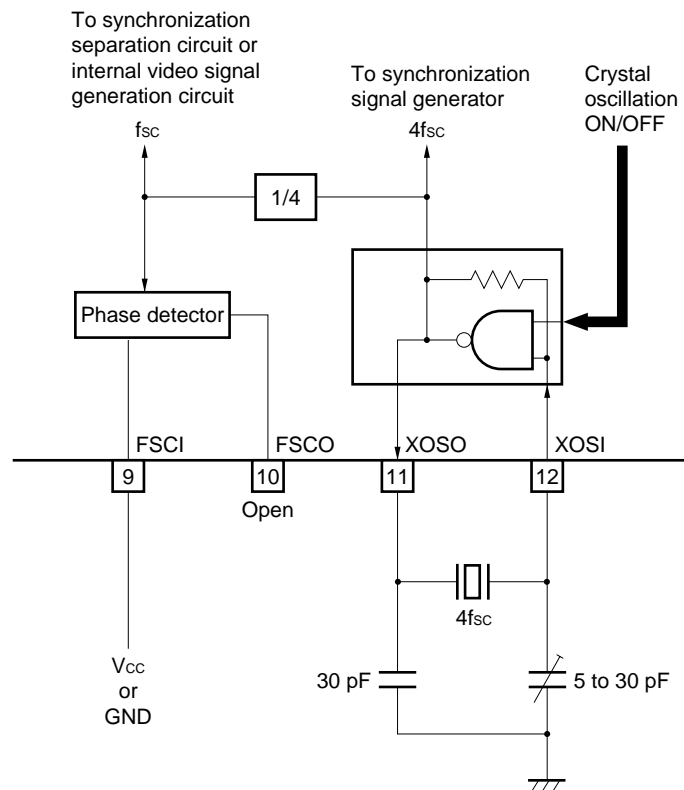 To synchronization
separation circuit or
internal video signal
generation circuit
fSC
To synchronization
signal generator
4fSC
Crystal
oscillation
ON/OFF
1/4
Phase detector
FSCI
FSCO
XOSO
XOSI
9
10
11
12
Open
4fSC
VCC
or
GND
30 pF
5 to 30 pF